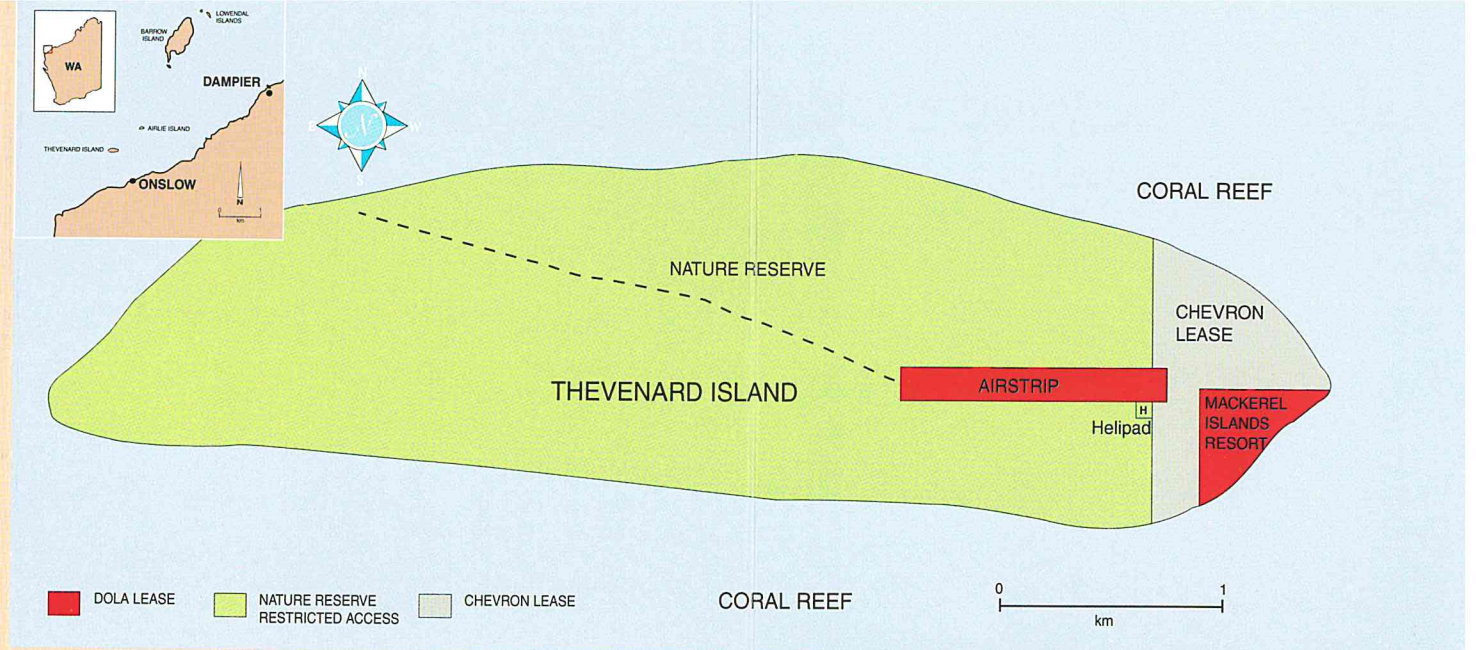 LOWENDAL
ISLANDS
BARROW
ISLAND
WA
DAMPIER
AIRLIE ISLAND
THEVENARD ISLAND
ONSLOW
N
0
km
N
N
E
W
S
CORAL REEF
NATURE RESERVE
CHEVRON
LEASE
THEVENARD ISLAND
AIRSTRIP
H
Helipad
MACKEREL
ISLANDS
RESORT
DOLA LEASE
NATURE RESERVE
RESTRICTED ACCESS
CHEVRON LEASE
CORAL REEF
0
1
km